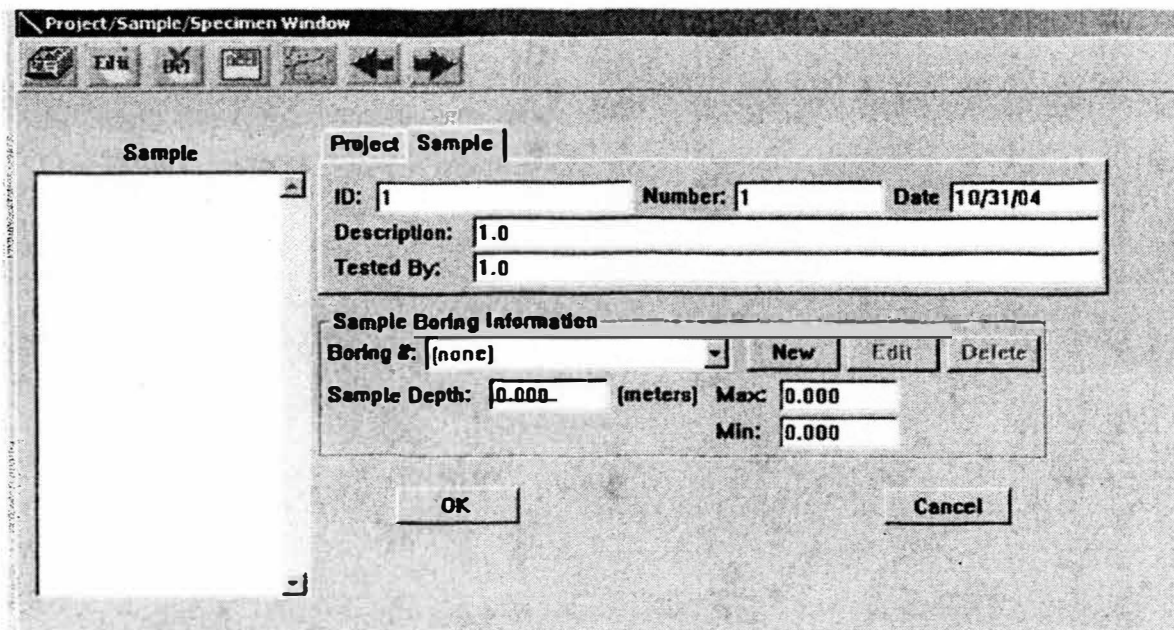 Project/Sample/Specimen Window
Edit Del
Sample
Project Sample
ID: 1 Number: 1 Date 10/31/04
Description: 1.0
Tested By: 1.0
Sample Boring Information
Boring #: (none) New Edit Delete
Sample Depth: 0.000 (meters) Max: 0.000
Min: 0.000
OK Cancel